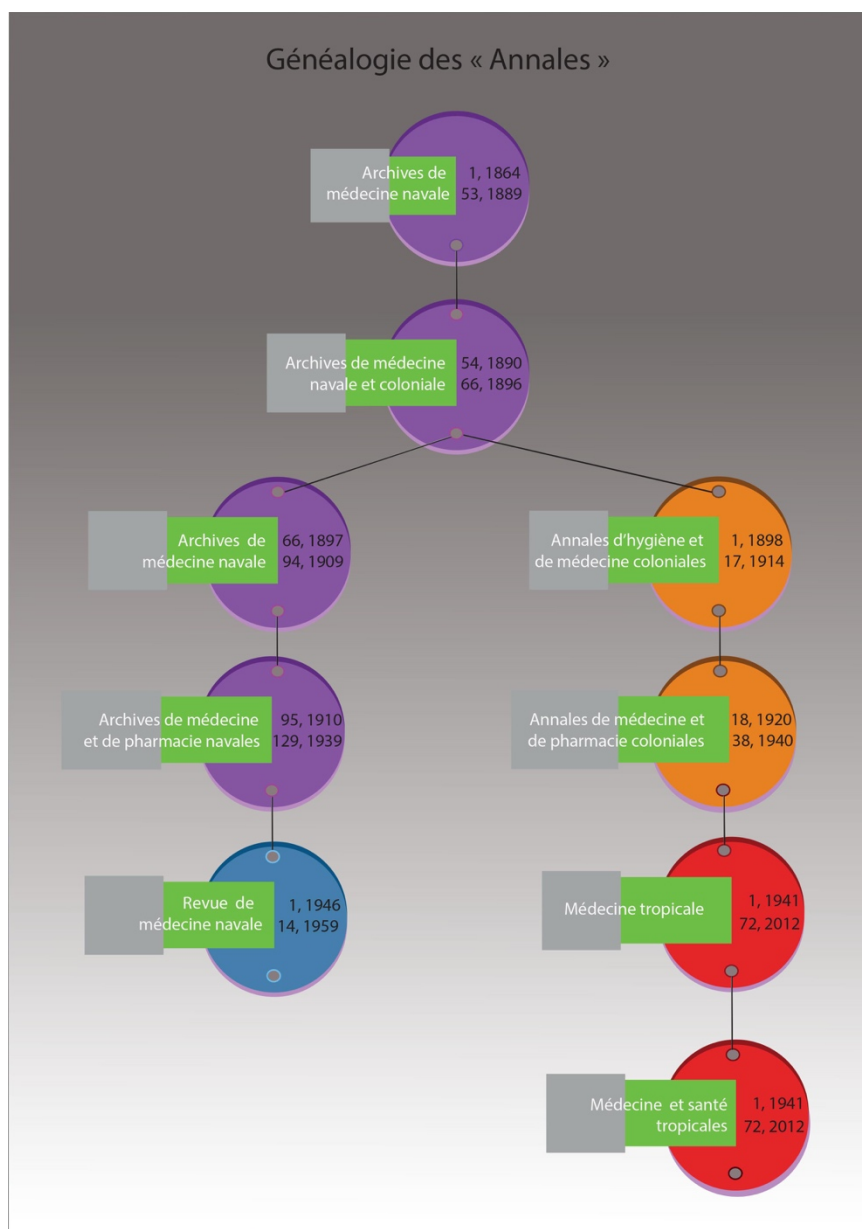 Généalogie des « Annales »
Archives de
médecine navale
1, 1864
53, 1889
Archives de médecine
navale et coloniale
54, 1890
66, 1896
Archives de
médecine navale
66, 1897
94, 1909
Annales d'hygiène et
de médecine coloniales
1, 1898
17, 1914
Archives de médecine
et de pharmacie navales
95, 1910
129, 1939
Annales de médecine et
de pharmacie coloniales
18, 1920
38, 1940
Revue de
médecine navale
1, 1946
14, 1959
Médecine tropicale
1, 1941
72, 2012
Médecine et santé
tropicales
1, 1941
72, 2012